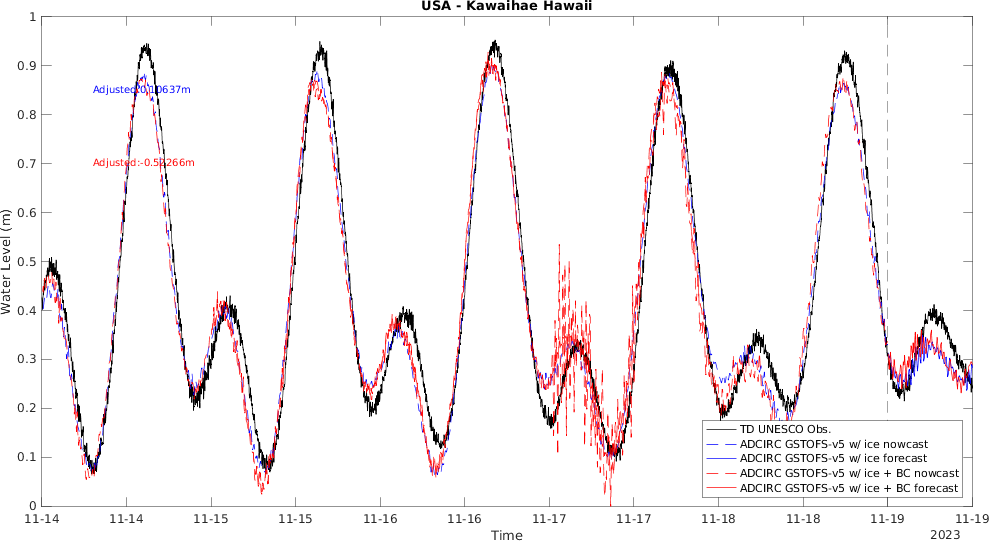 USA - Kawaihae Hawaii
1
0.9
0.8
0.7
0.6
0.5
0.4
0.3
0.2
0.1
0
Water Level (m)
Adjusted:-0.52266m
TD UNESCO Obs.
ADCIRC GSTOFS-v5 w/ ice nowcast
ADCIRC GSTOFS-v5 w/ ice forecast
ADCIRC GSTOFS-v5 w/ ice + BC nowcast
ADCIRC GSTOFS-v5 w/ ice + BC forecast
11-14 11-14 11-15 11-15 11-16 11-16 11-17 11-17 11-18 11-18 11-19 11-19
Time
2023